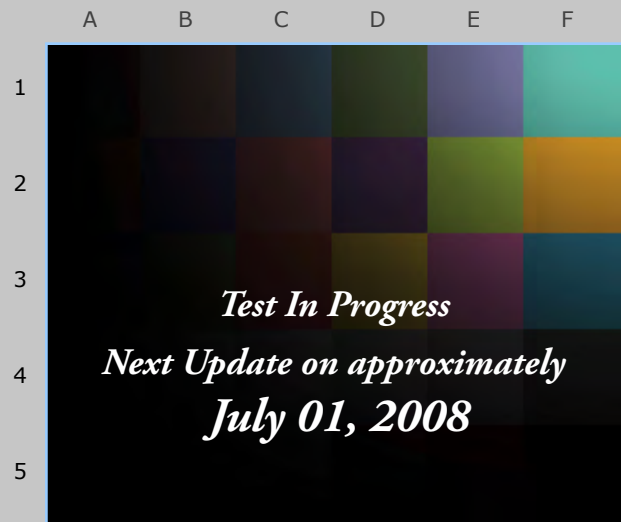 A B C D E F
1
2
3
Test In Progress
Next Update on approximately
4
July 01, 2008
5